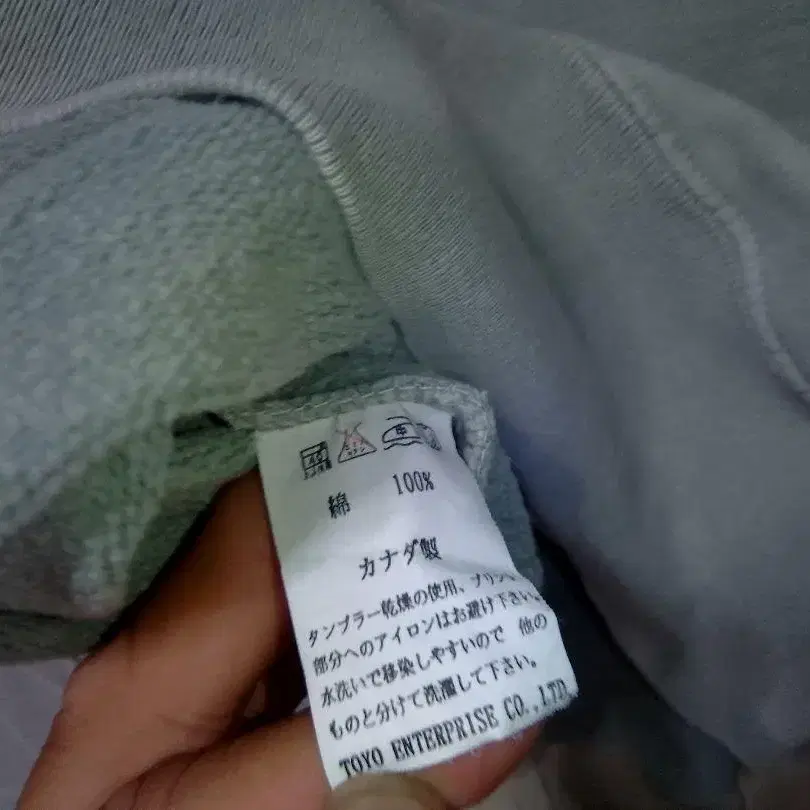 40
中
綿 100%
カナダ製
タンブラー乾燥の使用、プリント
部分へのアイロンはお避け下さい。
水洗いで移染しやすいので 他の
ものと分けて洗濯して下さい。
TOYO ENTERPRISE CO.,LTD.